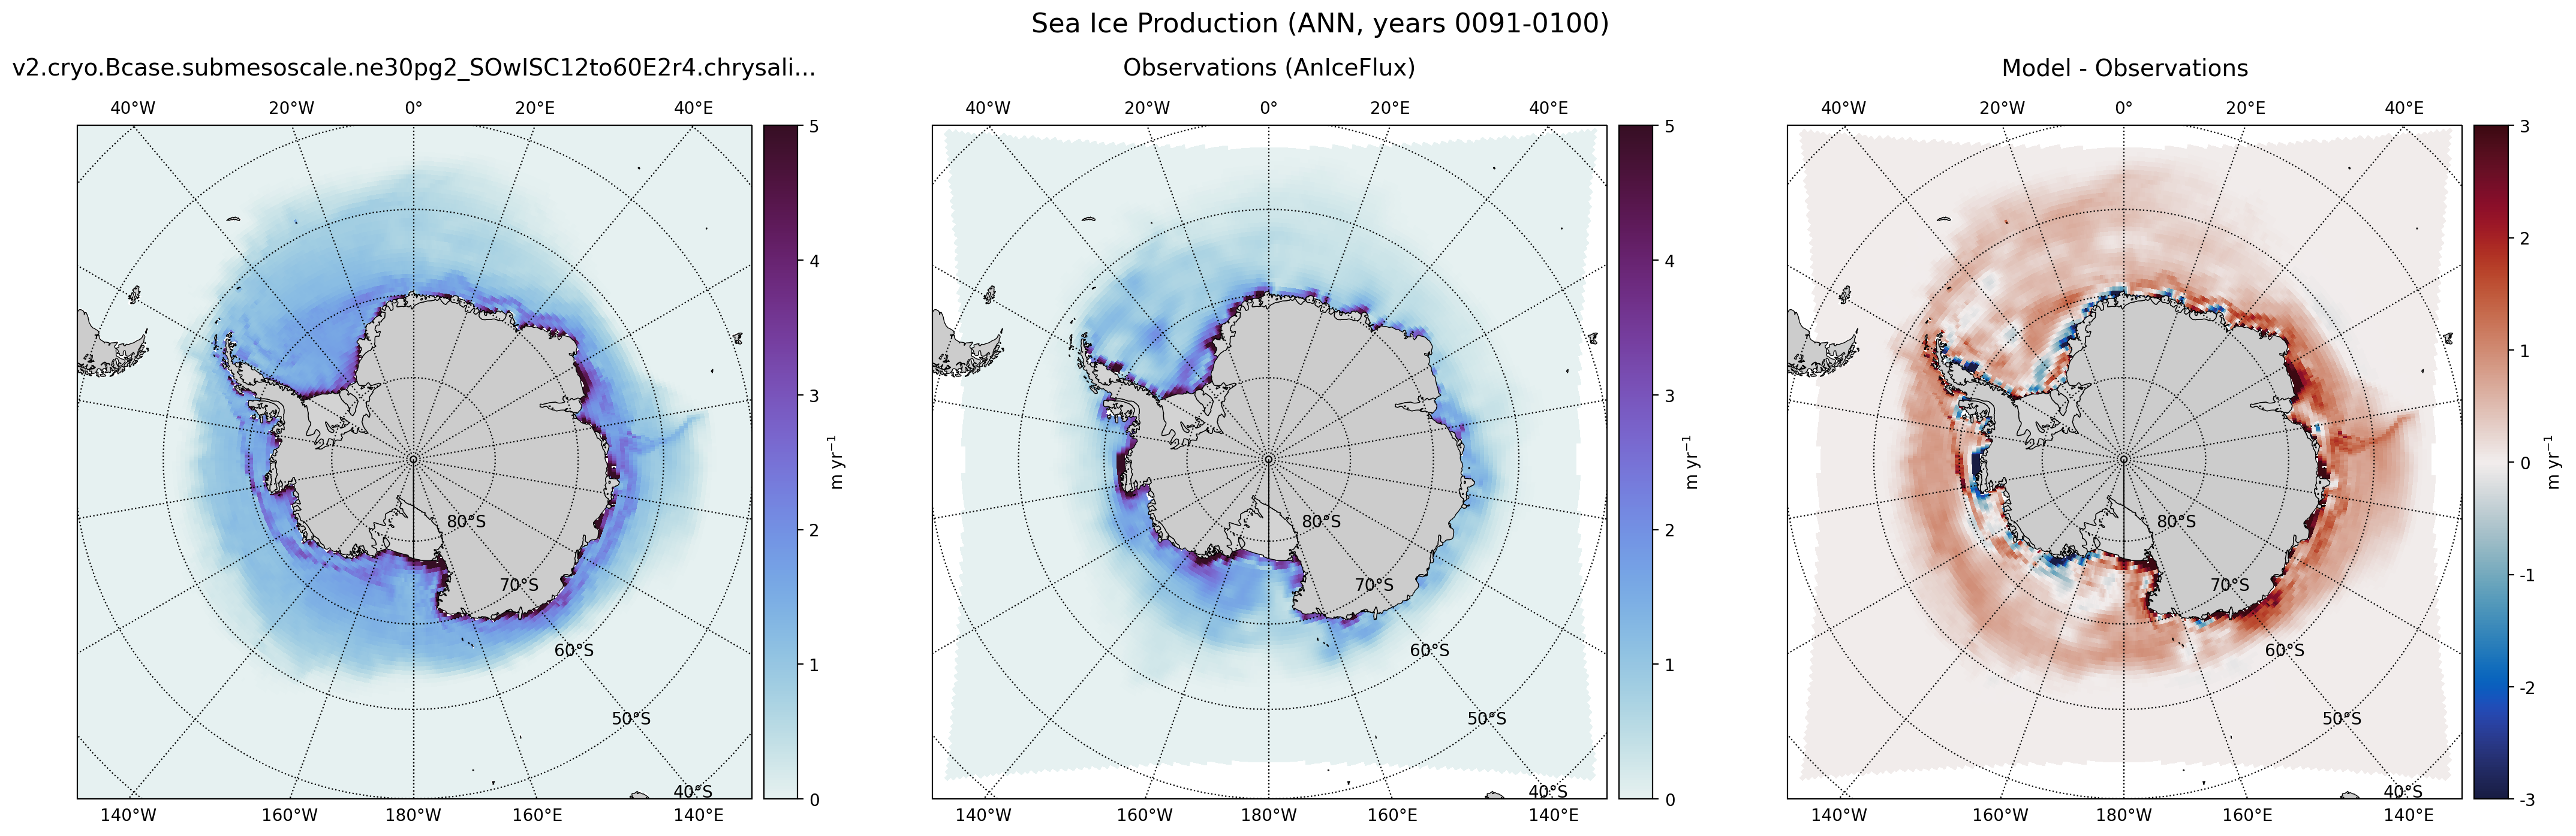 Sea Ice Production (ANN, years 0091-0100)
v2.cryo.Bcase.submesoscale.ne30pg2_SOwISC12to60E2r4.chrysali...
Observations (AnIceFlux)
Model - Observations
40°W 20°W 0° 20°E 40°E
40°W 20°W 0° 20°E 40°E
40°W 20°W 0° 20°E 40°E
80°S
70°S
60°S
50°S
40°S
140°W 160°W 180°W 160°E 140°E
5
4
3
2
1
0
m yr⁻¹
80°S
70°S
60°S
50°S
40°S
140°W 160°W 180°W 160°E 140°E
5
4
3
2
1
0
m yr⁻¹
80°S
70°S
60°S
50°S
40°S
140°W 160°W 180°W 160°E 140°E
3
2
1
0
-1
-2
-3
m yr⁻¹